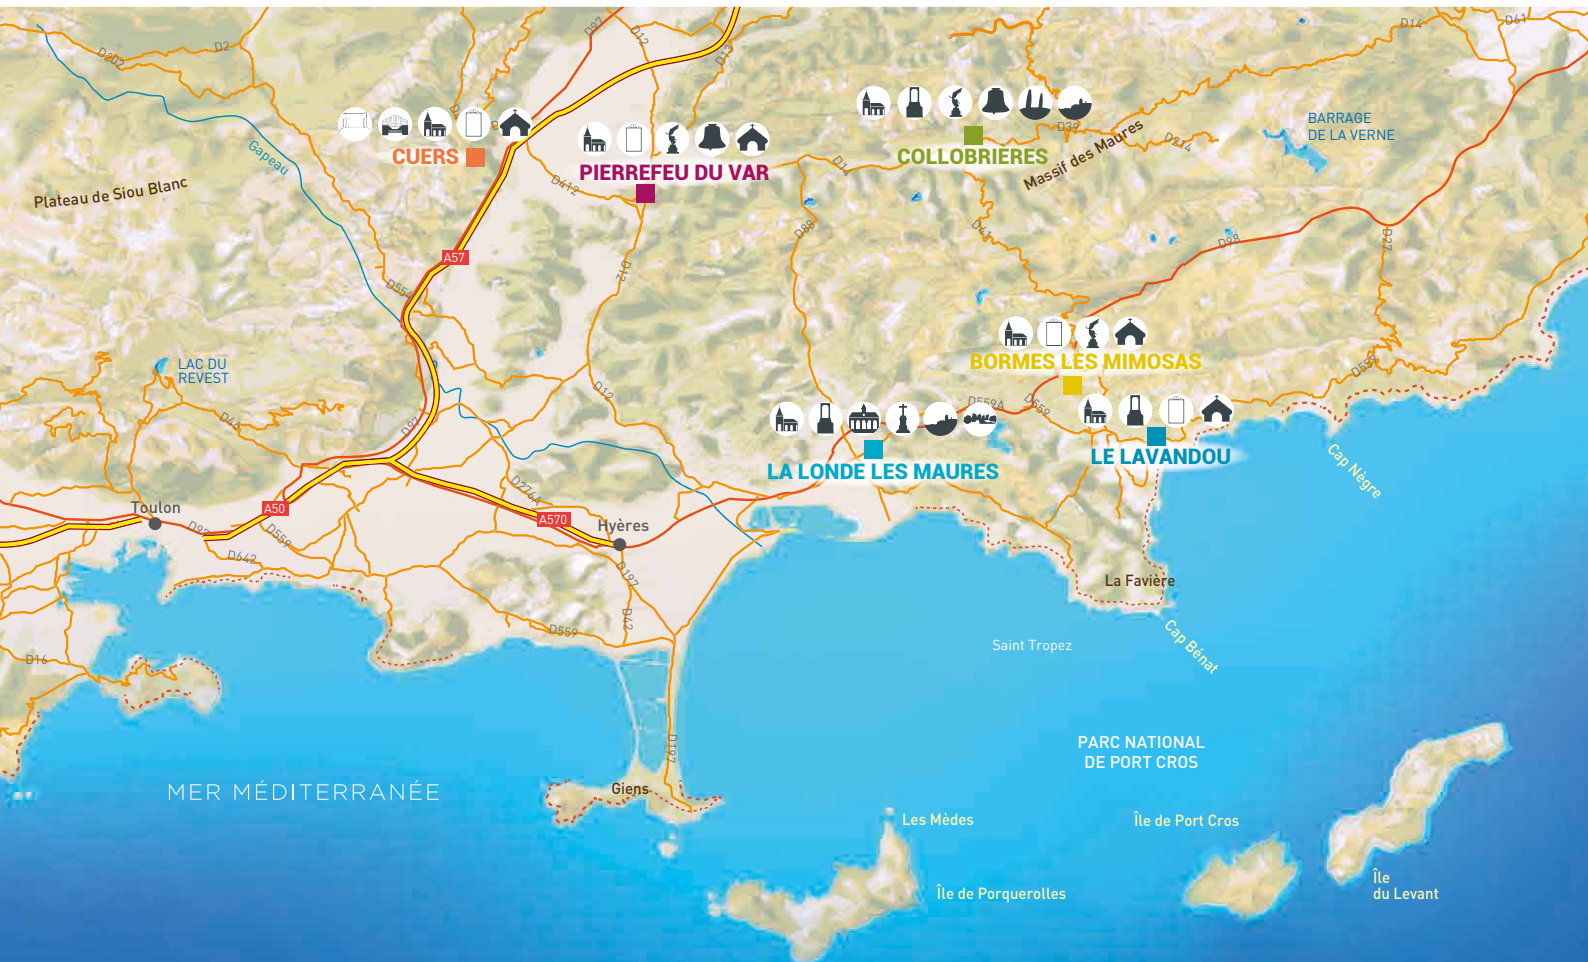 D97
D12
D13
D14
D61
D2
D202
BARRAGE
DE LA VERNE
D39
D214
Massif des Maures
Gapeau
CUERS
COLLOBRIÈRES
PIERREFEU DU VAR
D14
D412
Plateau de Siou Blanc
D88
D41
D98
D27
A57
D12
D554
BORMES LES MIMOSAS
LAC DU
REVEST
D559
D12
D559A
D559
D46
D97
LE LAVANDOU
LA LONDE LES MAURES
Cap Nègre
D276A
Toulon
A50
A570
Hyères
D559
D642
D197
La Favière
D42
D559
Saint Tropez
Cap Bénat
D16
D197
PARC NATIONAL
DE PORT CROS
MER MÉDITERRANÉE
Giens
Les Mèdes
Île de Port Cros
Île
du Levant
Île de Porquerolles